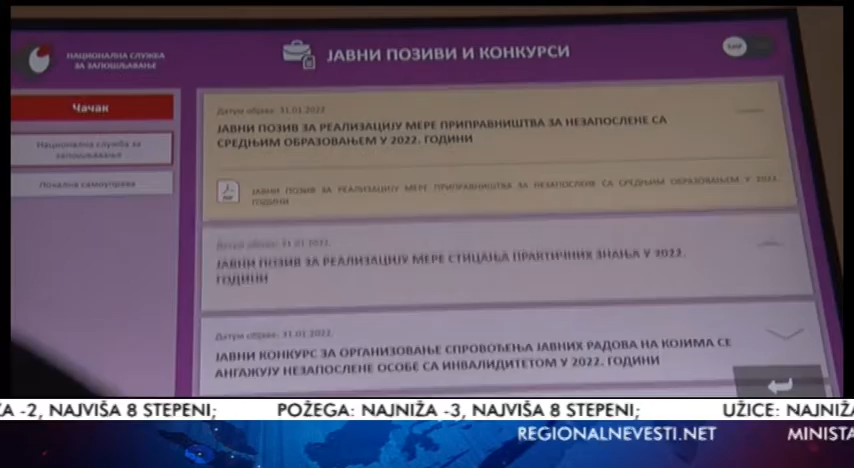 НАЦИОНАЛНА СЛУЖБА
ЗА ЗАПОШЉАВАЊЕ
ЈАВНИ ПОЗИВИ И КОНКУРСИ
Чачак
Национална служба за
запошљавање
Локална самоуправа
Датум објаве: 31.01.2022
ЈАВНИ ПОЗИВ ЗА РЕАЛИЗАЦИЈУ МЕРЕ ПРИПРАВНИШТВА ЗА НЕЗАПОСЛЕНЕ СА
СРЕДЊИМ ОБРАЗОВАЊЕМ У 2022. ГОДИНИ
ЈАВНИ ПОЗИВ ЗА РЕАЛИЗАЦИЈУ МЕРЕ ПРИПРАВНИШТВА ЗА НЕЗАПОСЛЕНЕ СА СРЕДЊИМ ОБРАЗОВАЊЕМ У 2022.
ГОДИНИ
Датум објаве: 31.01.2022.
ЈАВНИ ПОЗИВ ЗА РЕАЛИЗАЦИЈУ МЕРЕ СТИЦАЊА ПРАКТИЧНИХ ЗНАЊА У 2022.
ГОДИНИ
Датум објаве: 31.01.2022.
ЈАВНИ КОНКУРС ЗА ОРГАНИЗОВАЊЕ СПРОВОЂЕЊА ЈАВНИХ РАДОВА НА КОЈИМА СЕ
АНГАЖУЈУ НЕЗАПОСЛЕНЕ ОСОБЕ СА ИНВАЛИДИТЕТОМ У 2022. ГОДИНИ
ŽA -2, NAJVIŠA 8 STEPENI; POŽEGA: NAJNIŽA -3, NAJVIŠA 8 STEPENI; UŽICE: NAJNIŽA
REGIONALNEVESTI.NET MINISTA